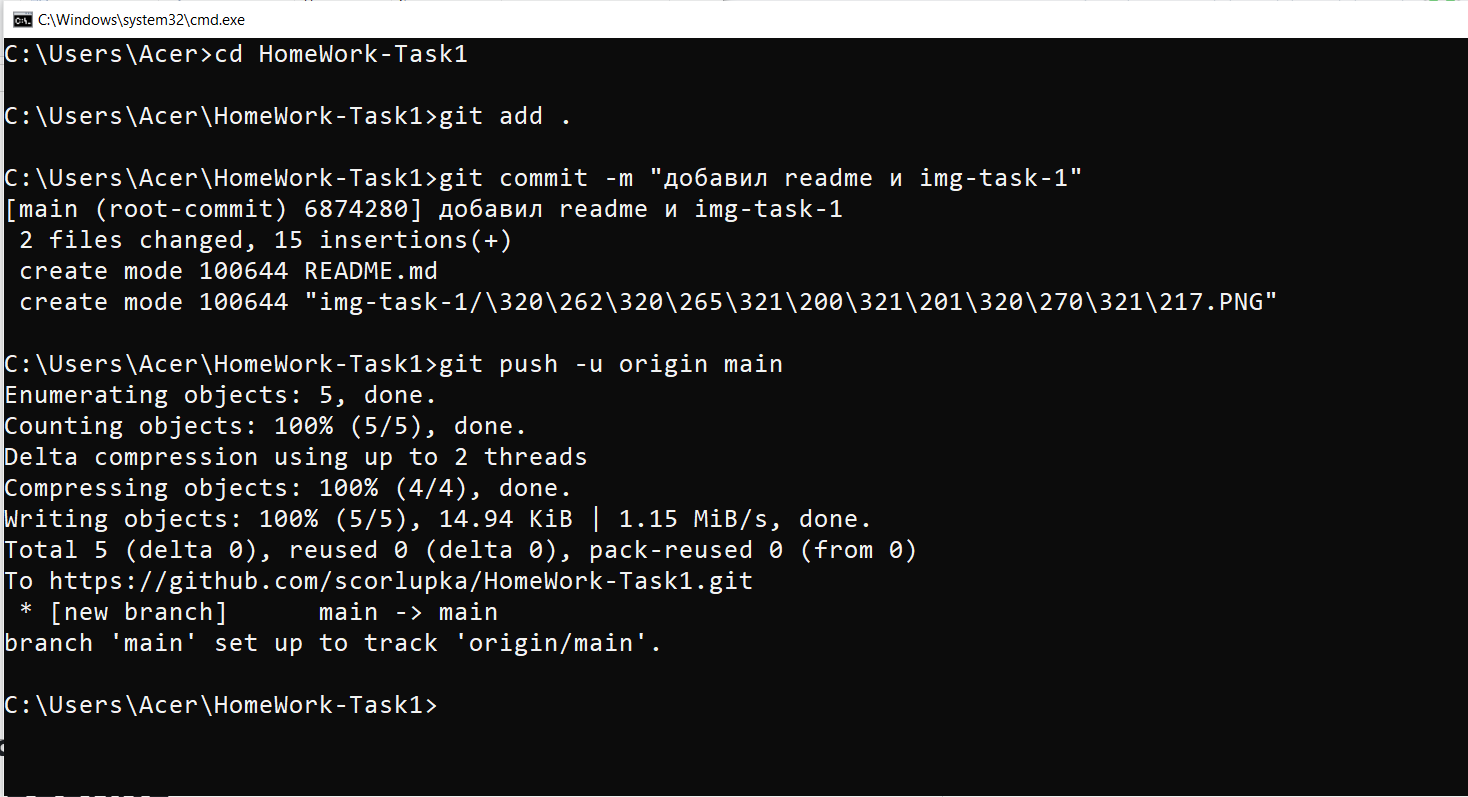 C:\Windows\system32\cmd.exe
C:\Users\Acer>cd HomeWork-Task1
C:\Users\Acer\HomeWork-Task1>git add .
C:\Users\Acer\HomeWork-Task1>git commit -m "добавил readme и img-task-1"
[main (root-commit) 6874280] добавил readme и img-task-1
 2 files changed, 15 insertions(+)
 create mode 100644 README.md
 create mode 100644 "img-task-1/\320\262\320\265\321\200\321\201\320\270\321\217.PNG"
C:\Users\Acer\HomeWork-Task1>git push -u origin main
Enumerating objects: 5, done.
Counting objects: 100% (5/5), done.
Delta compression using up to 2 threads
Compressing objects: 100% (4/4), done.
Writing objects: 100% (5/5), 14.94 KiB | 1.15 MiB/s, done.
Total 5 (delta 0), reused 0 (delta 0), pack-reused 0 (from 0)
To https://github.com/scorlupka/HomeWork-Task1.git
 * [new branch]      main -> main
branch 'main' set up to track 'origin/main'.
C:\Users\Acer\HomeWork-Task1>